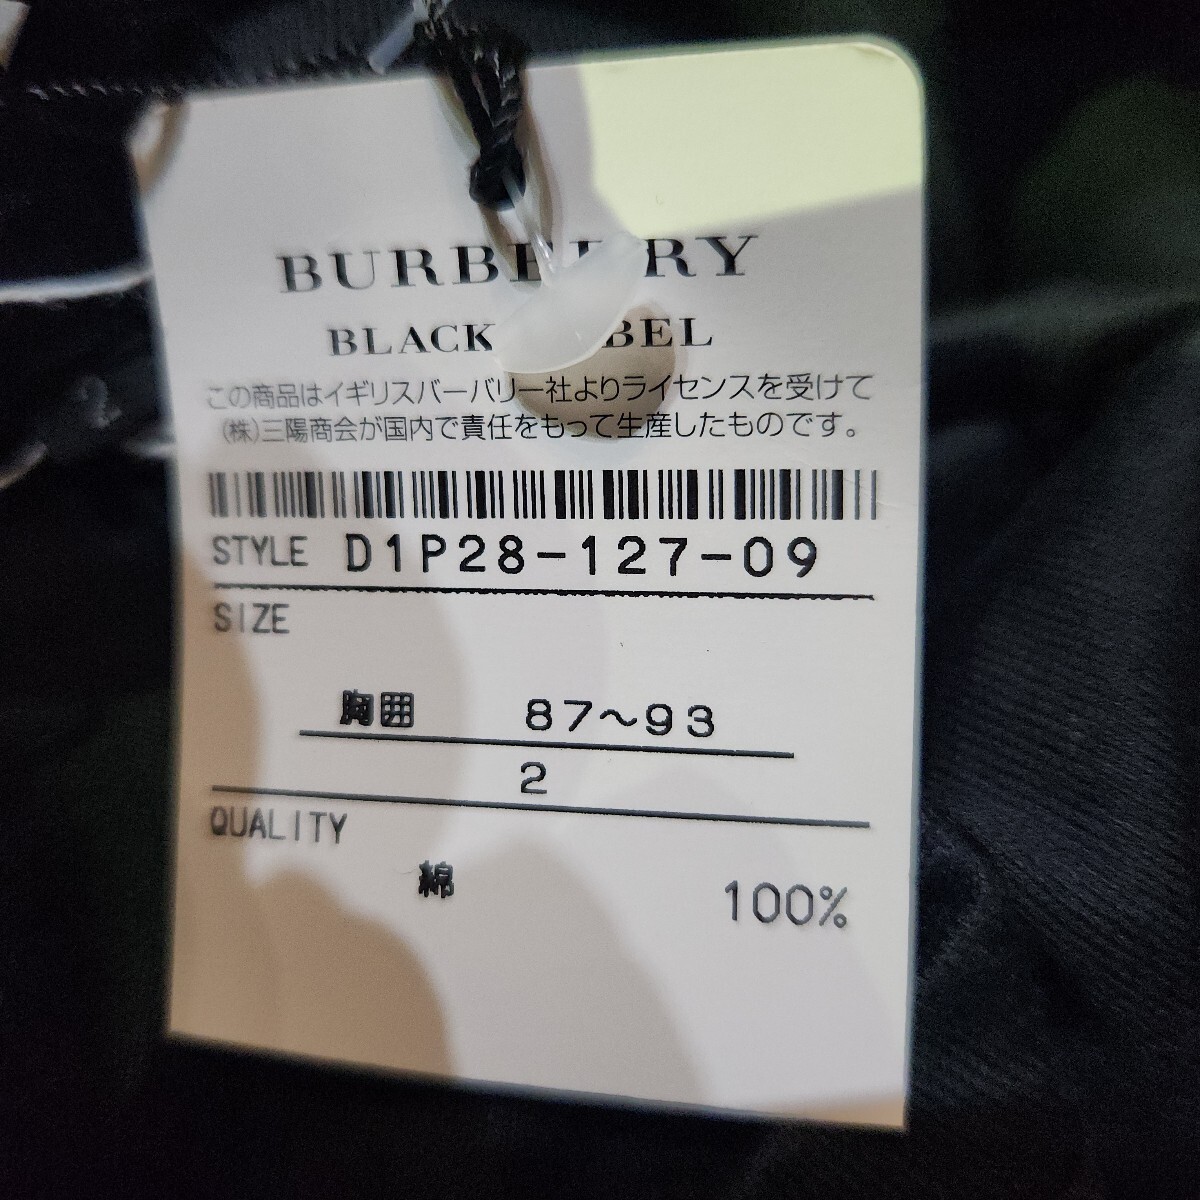 BURBERRY
BLACK LABEL
この商品はイギリスバーバリー社よりライセンスを受けて
(株)三陽商会が国内で責任をもって生産したものです。
STYLE D1P28-127-09
SIZE
胸囲 87〜93
2
QUALITY
綿 100%